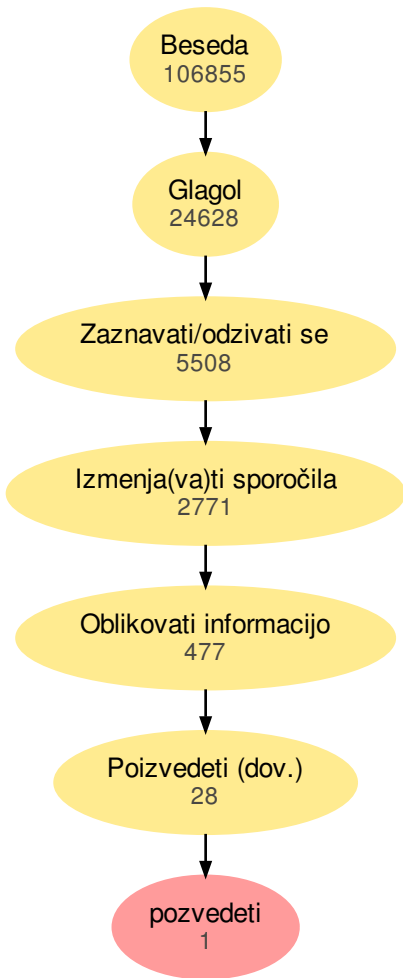 Beseda
106855
Glagol
24628
Zaznavati/odzivati se
5508
Izmenja(va)ti sporočila
2771
Oblikovati informacijo
477
Poizvedeti (dov.)
28
pozvedeti
1